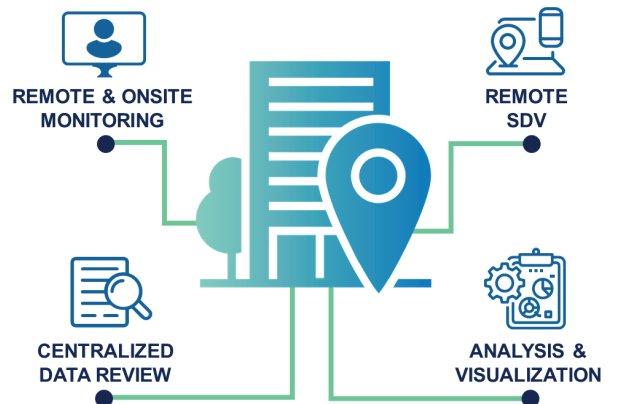 REMOTE & ONSITE
MONITORING
REMOTE
SDV
CENTRALIZED
DATA REVIEW
ANALYSIS &
VISUALIZATION